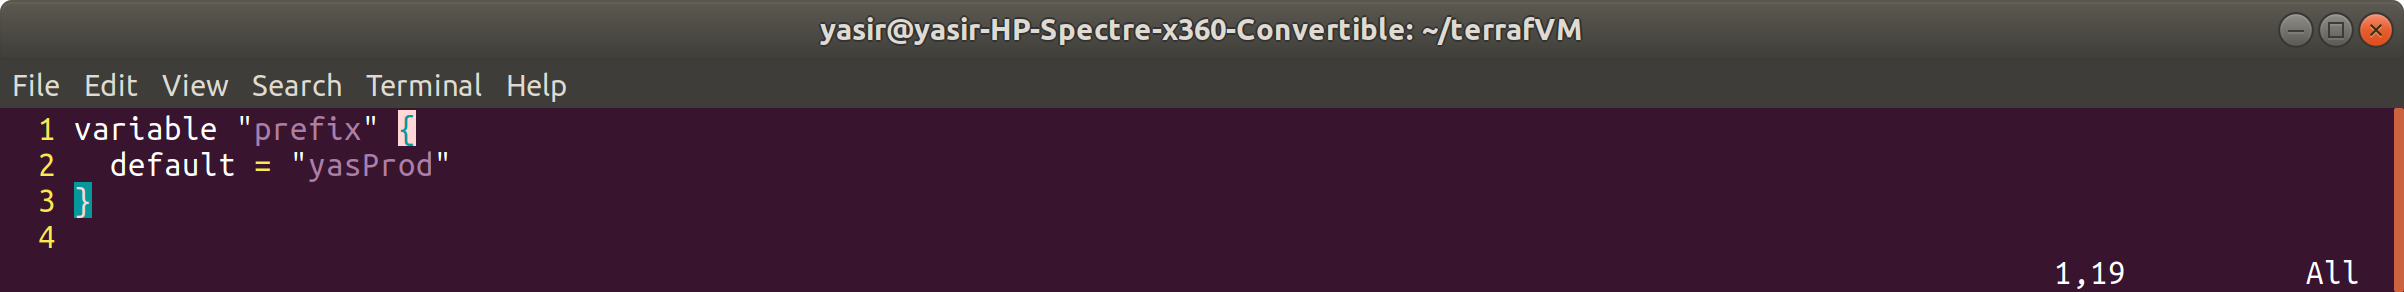 yasir@yasir-HP-Spectre-x360-Convertible: ~/terrafVM
File Edit View Search Terminal Help
1 variable "prefix" {
2   default = "yasProd"
3 }
4
1,19 All